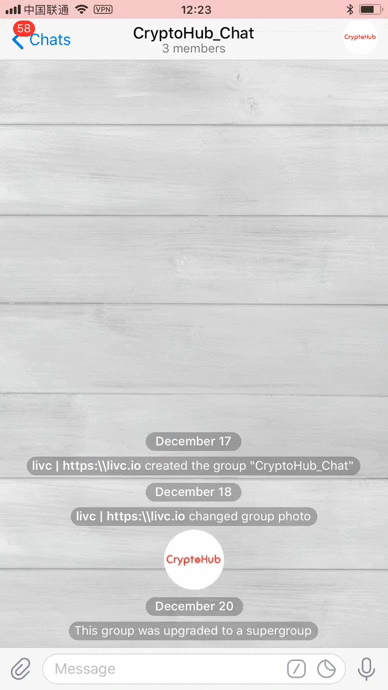 中国联通 VPN 12:23
58
Chats
CryptoHub_Chat
3 members
CryptoHub
December 17
livc | https:\\livc.io created the group "CryptoHub_Chat"
December 18
livc | https:\\livc.io changed group photo
CryptoHub
December 20
This group was upgraded to a supergroup
Message